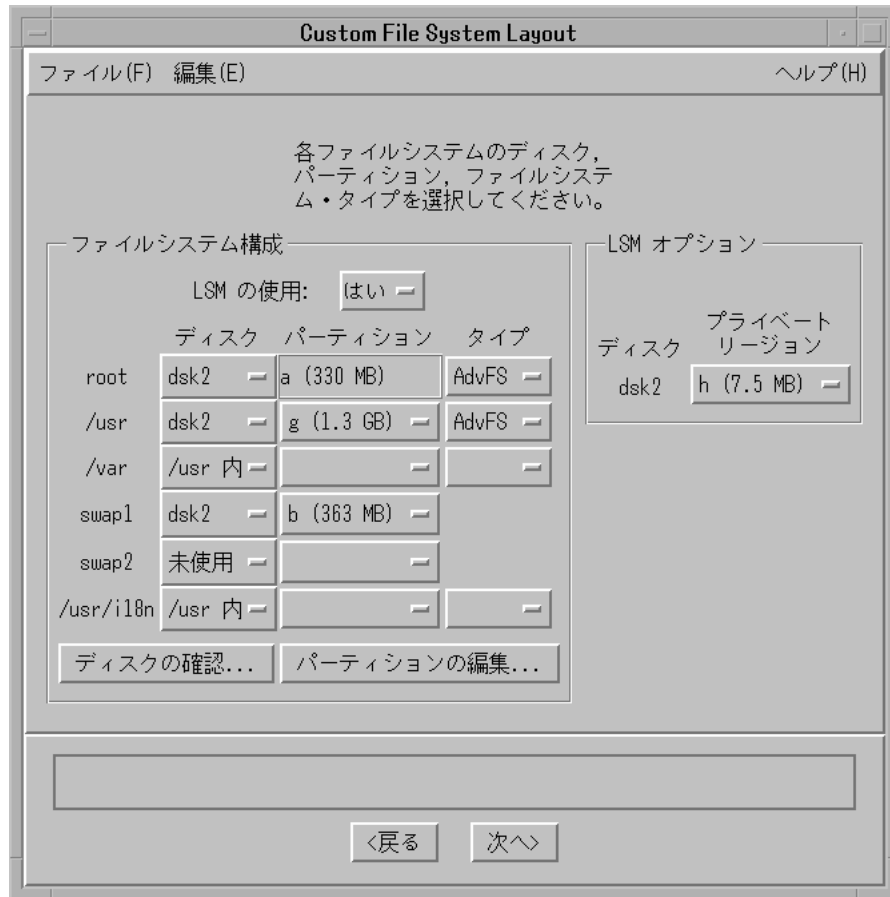 Custom File System Layout
ファイル(F) 編集(E) ヘルプ(H)
各ファイルシステムのディスク,
パーティション, ファイルシステ
ム・タイプを選択してください。
ファイルシステム構成
LSM の使用: はい
ディスク パーティション タイプ
root dsk2 a (330 MB) AdvFS
/usr dsk2 g (1.3 GB) AdvFS
/var /usr 内
swap1 dsk2 b (363 MB)
swap2 未使用
/usr/i18n /usr 内
ディスクの確認... パーティションの編集...
LSM オプション
プライベート
ディスク リージョン
dsk2 h (7.5 MB)
<戻る 次へ>